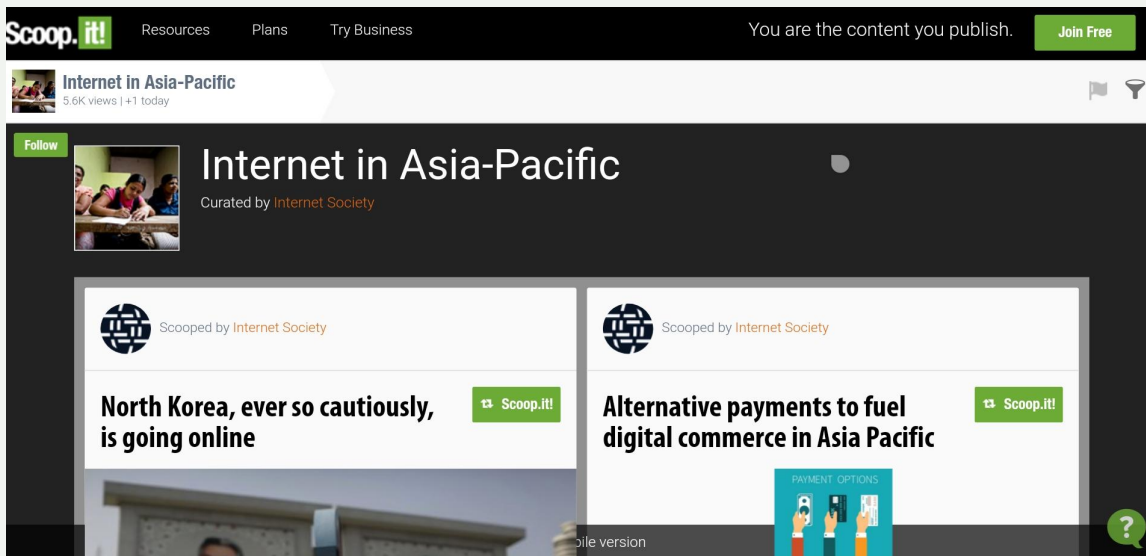 Scoop.it!
Resources
Plans
Try Business
You are the content you publish.
Join Free
Internet in Asia-Pacific
5.6K views | +1 today
Follow
Internet in Asia-Pacific
Curated by Internet Society
Scooped by Internet Society
North Korea, ever so cautiously,
is going online
Scoop.it!
Scooped by Internet Society
Alternative payments to fuel
digital commerce in Asia Pacific
Scoop.it!
PAYMENT OPTIONS
version
?